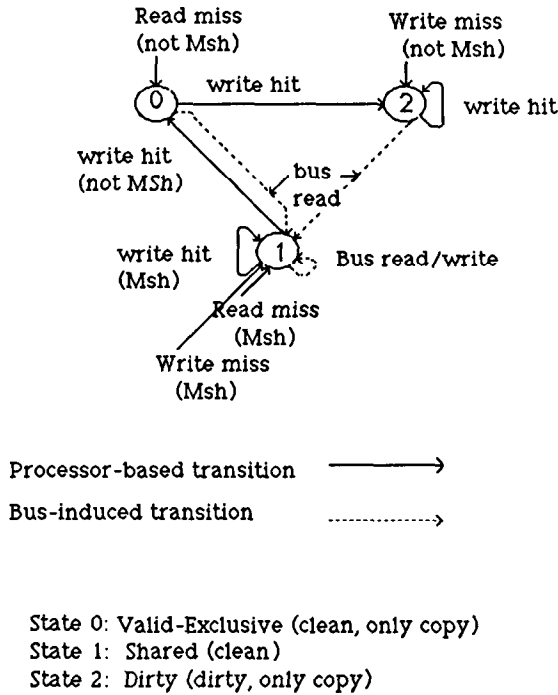 Read miss
(not Msh)
Write miss
(not Msh)
write hit
0
2
write hit
write hit
(not MSh)
bus
read
write hit
(Msh)
1
Bus read/write
Read miss
(Msh)
Write miss
(Msh)
Processor-based transition
Bus-induced transition
State 0: Valid-Exclusive (clean, only copy)
State 1: Shared (clean)
State 2: Dirty (dirty, only copy)